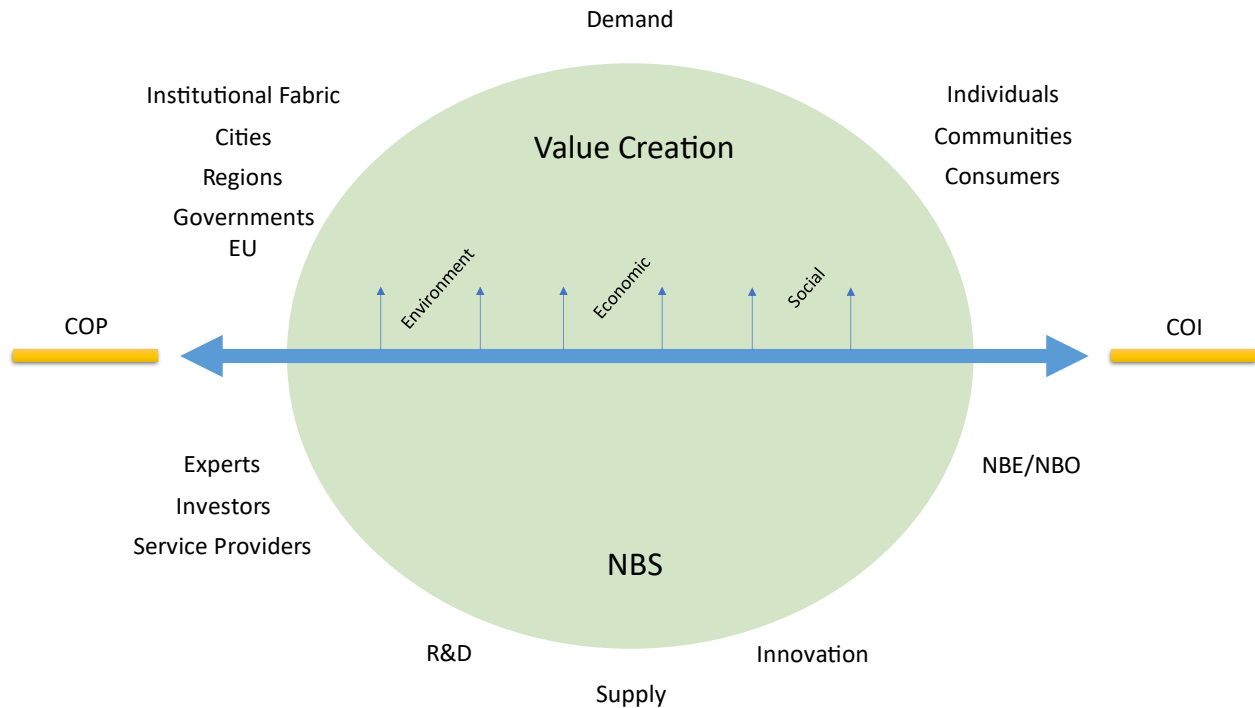 Demand
Institutional Fabric
Cities
Regions
Governments
EU
Individuals
Communities
Consumers
Value Creation
Environment
Economic
Social
COP
COI
Experts
Investors
Service Providers
NBE/NBO
NBS
R&D
Innovation
Supply